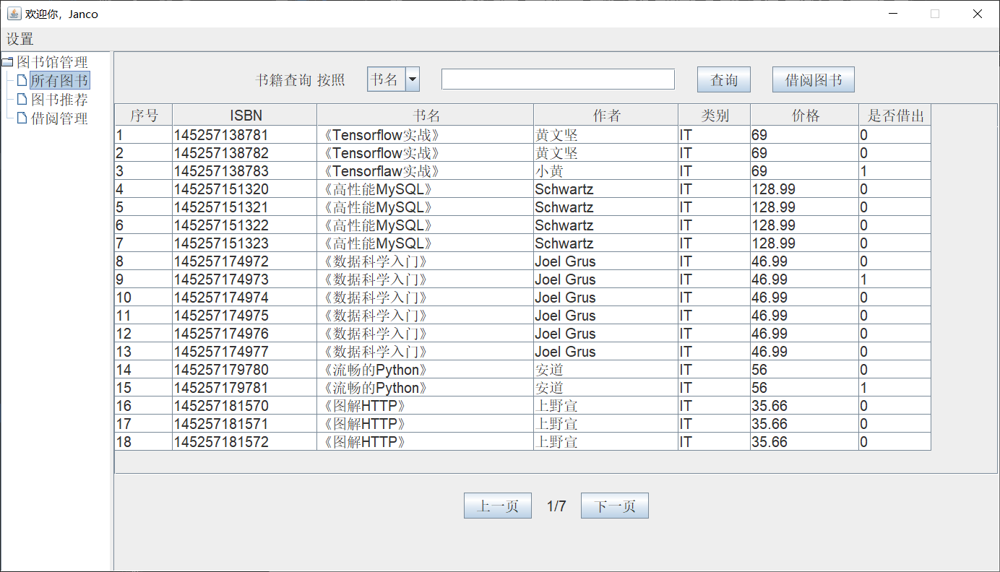 欢迎你，Janco
设置
图书馆管理
所有图书
图书推荐
借阅管理
书籍查询 按照 书名 查询 借阅图书
序号 ISBN 书名 作者 类别 价格 是否借出
1 145257138781 《Tensorflow实战》 黄文坚 IT 69 0
2 145257138782 《Tensorflow实战》 黄文坚 IT 69 0
3 145257138783 《Tensorflaw实战》 小黄 IT 69 1
4 145257151320 《高性能MySQL》 Schwartz IT 128.99 0
5 145257151321 《高性能MySQL》 Schwartz IT 128.99 0
6 145257151322 《高性能MySQL》 Schwartz IT 128.99 0
7 145257151323 《高性能MySQL》 Schwartz IT 128.99 0
8 145257174972 《数据科学入门》 Joel Grus IT 46.99 0
9 145257174973 《数据科学入门》 Joel Grus IT 46.99 1
10 145257174974 《数据科学入门》 Joel Grus IT 46.99 0
11 145257174975 《数据科学入门》 Joel Grus IT 46.99 0
12 145257174976 《数据科学入门》 Joel Grus IT 46.99 0
13 145257174977 《数据科学入门》 Joel Grus IT 46.99 0
14 145257179780 《流畅的Python》 安道 IT 56 0
15 145257179781 《流畅的Python》 安道 IT 56 1
16 145257181570 《图解HTTP》 上野宣 IT 35.66 0
17 145257181571 《图解HTTP》 上野宣 IT 35.66 0
18 145257181572 《图解HTTP》 上野宣 IT 35.66 0
上一页 1/7 下一页